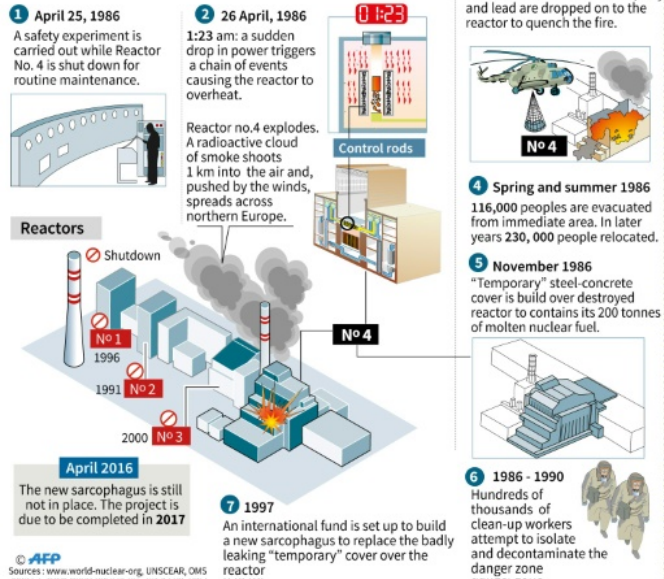 1 April 25, 1986
A safety experiment is
carried out while Reactor
No. 4 is shut down for
routine maintenance.
2 26 April, 1986
1:23 am: a sudden
drop in power triggers
a chain of events
causing the reactor to
overheat.
Reactor no.4 explodes.
A radioactive cloud
of smoke shoots
1 km into the air and,
pushed by the winds,
spreads across
northern Europe.
01:23
Control rods
and lead are dropped on to the
reactor to quench the fire.
Nº 4
4 Spring and summer 1986
116,000 peoples are evacuated
from immediate area. In later
years 230, 000 people relocated.
5 November 1986
“Temporary” steel-concrete
cover is build over destroyed
reactor to contains its 200 tonnes
of molten nuclear fuel.
Reactors
Shutdown
Nº 1
1996
1991 Nº 2
2000 Nº 3
Nº 4
April 2016
The new sarcophagus is still
not in place. The project is
due to be completed in 2017
6 1986 - 1990
Hundreds of
thousands of
clean-up workers
attempt to isolate
and decontaminate the
danger zone
7 1997
An international fund is set up to build
a new sarcophagus to replace the badly
leaking “temporary” cover over the
reactor
© AFP
Sources : www.world-nuclear-org, UNSCEAR, OMS